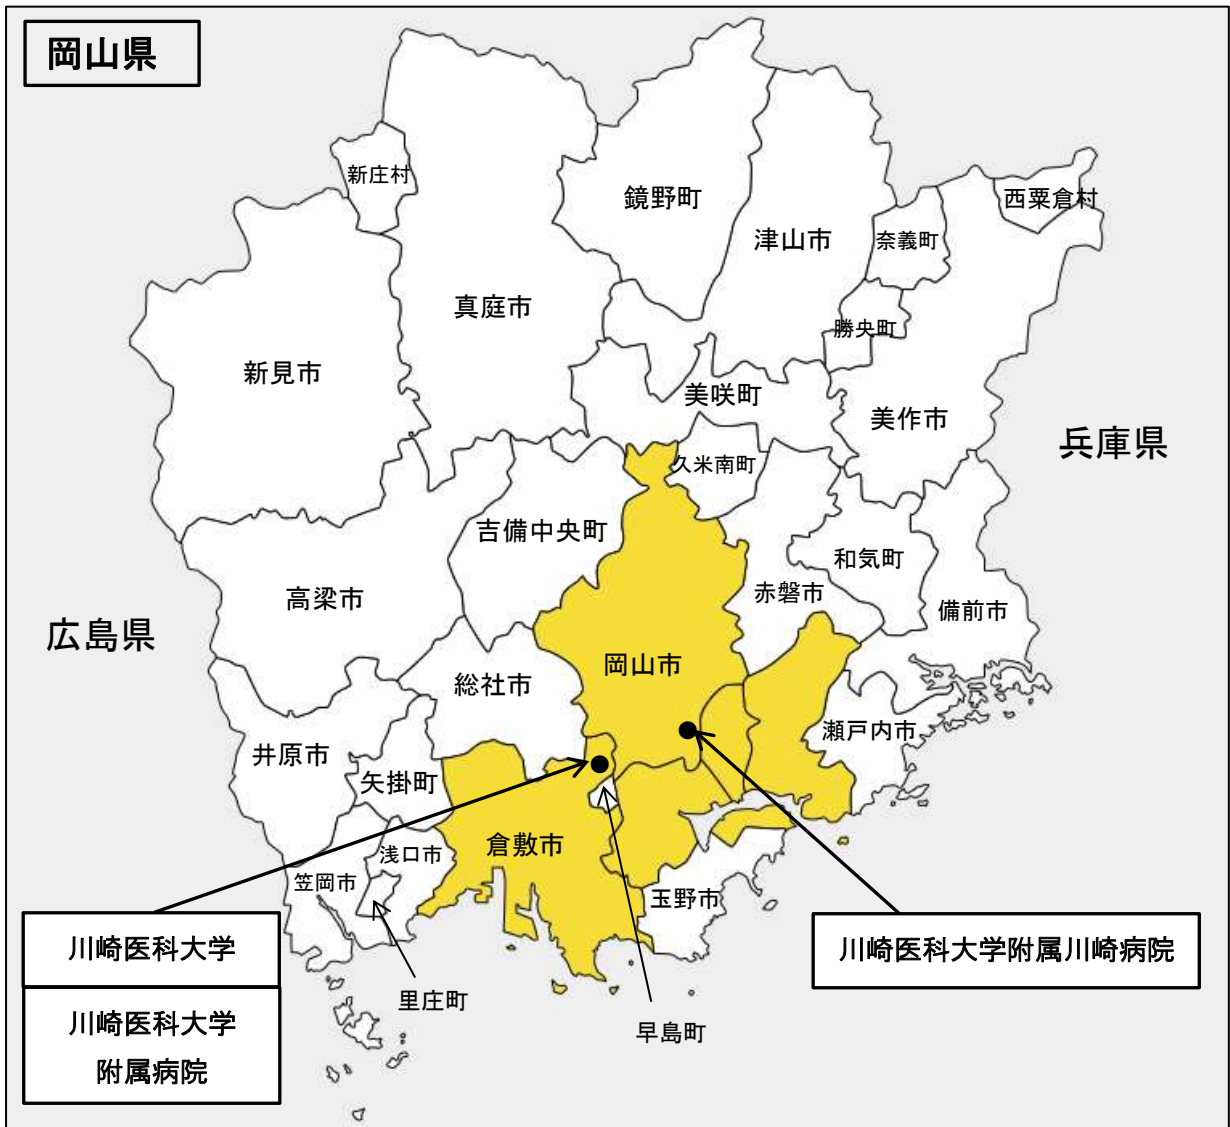 岡山県
新庄村
鏡野町
西粟倉村
津山市
奈義町
真庭市
勝央町
新見市
美咲町
美作市
兵庫県
久米南町
吉備中央町
和気町
高梁市
赤磐市
備前市
広島県
岡山市
総社市
瀬戸内市
井原市
矢掛町
倉敷市
浅口市
笠岡市
玉野市
川崎医科大学
川崎医科大学附属川崎病院
里庄町
川崎医科大学
附属病院
早島町